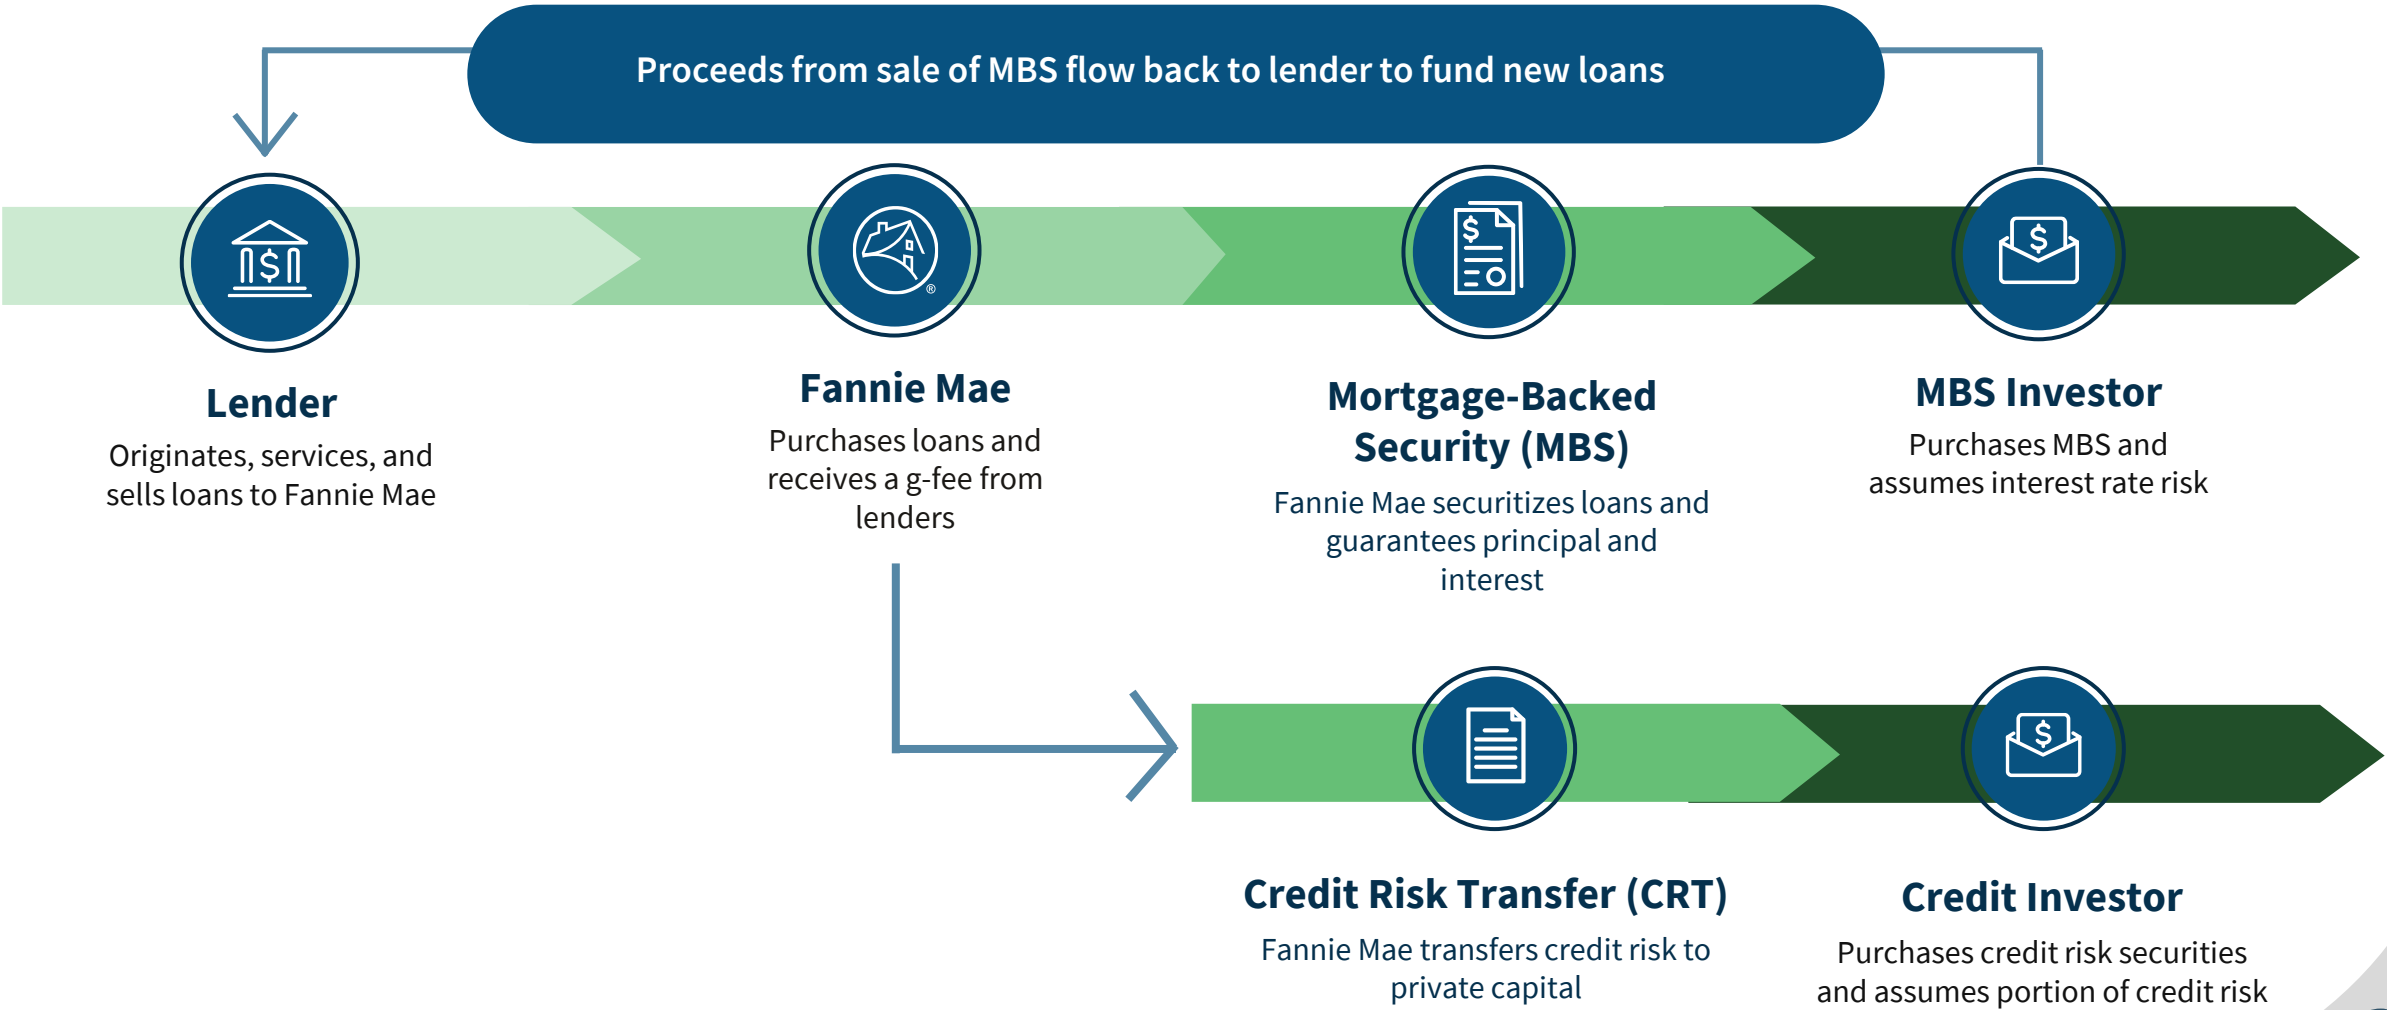 Proceeds from sale of MBS flow back to lender to fund new loans
Lender
Originates, services, and
sells loans to Fannie Mae
Fannie Mae
Purchases loans and
receives a g-fee from
lenders
Mortgage-Backed
Security (MBS)
Fannie Mae securitizes loans and
guarantees principal and
interest
MBS Investor
Purchases MBS and
assumes interest rate risk
Credit Risk Transfer (CRT)
Fannie Mae transfers credit risk to
private capital
Credit Investor
Purchases credit risk securities
and assumes portion of credit risk